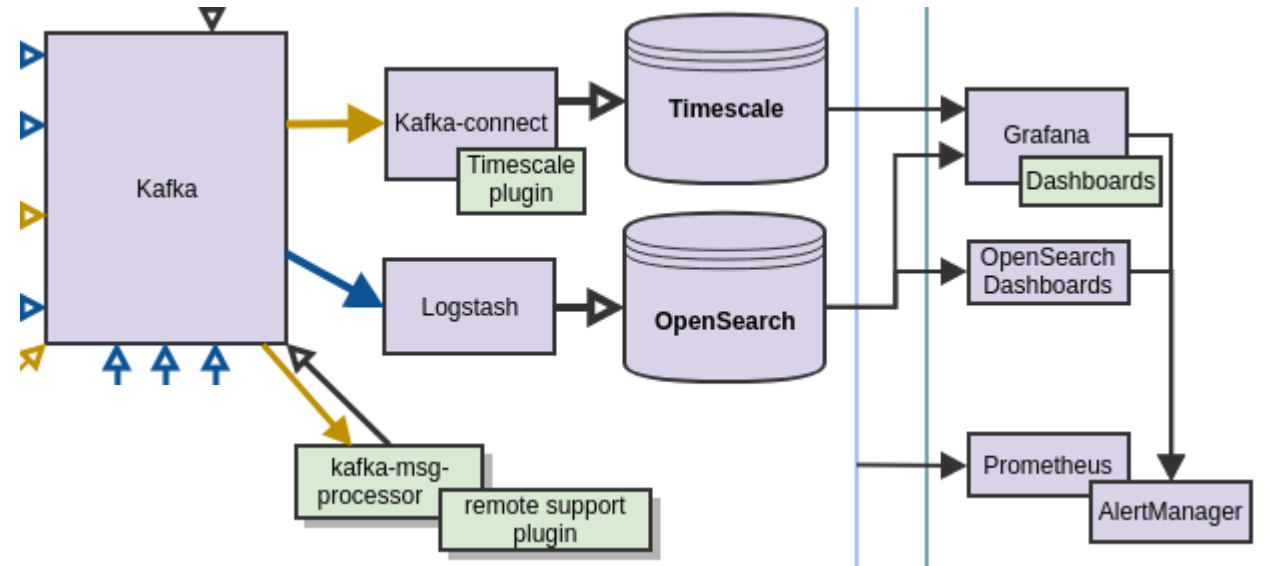 Kafka
Kafka-connect
Timescale
plugin
Timescale
Logstash
OpenSearch
kafka-msg-
processor
remote support
plugin
Grafana
Dashboards
OpenSearch
Dashboards
Prometheus
AlertManager